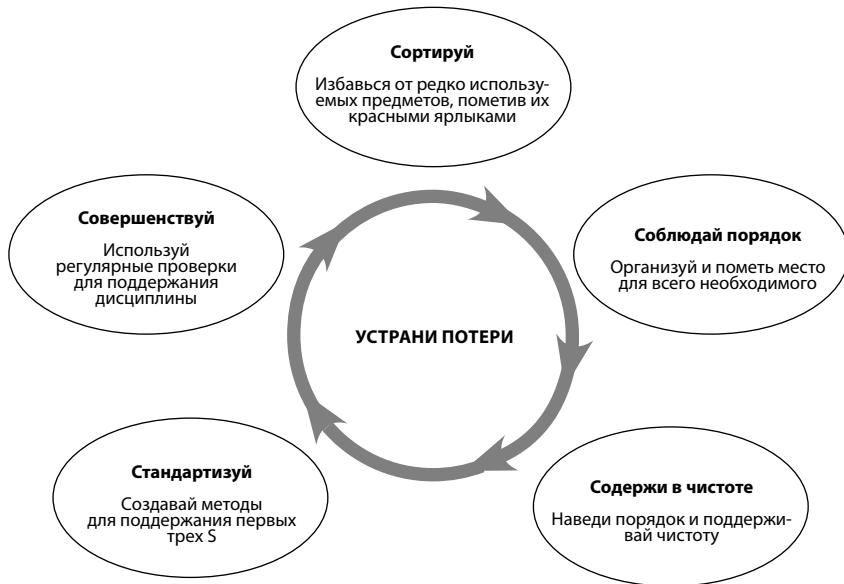 Сортируй
Избавься от редко использу-
емых предметов, пометив их
красными ярлыками
Соблюдай порядок
Организуй и пометь место
для всего необходимого
Содержи в чистоте
Наведи порядок и поддержи-
вай чистоту
Стандартизуй
Создавай методы
для поддержания первых
трех S
Совершенствуй
Используй
регулярные проверки
для поддержания
дисциплины
УСТРАНИ ПОТЕРИ